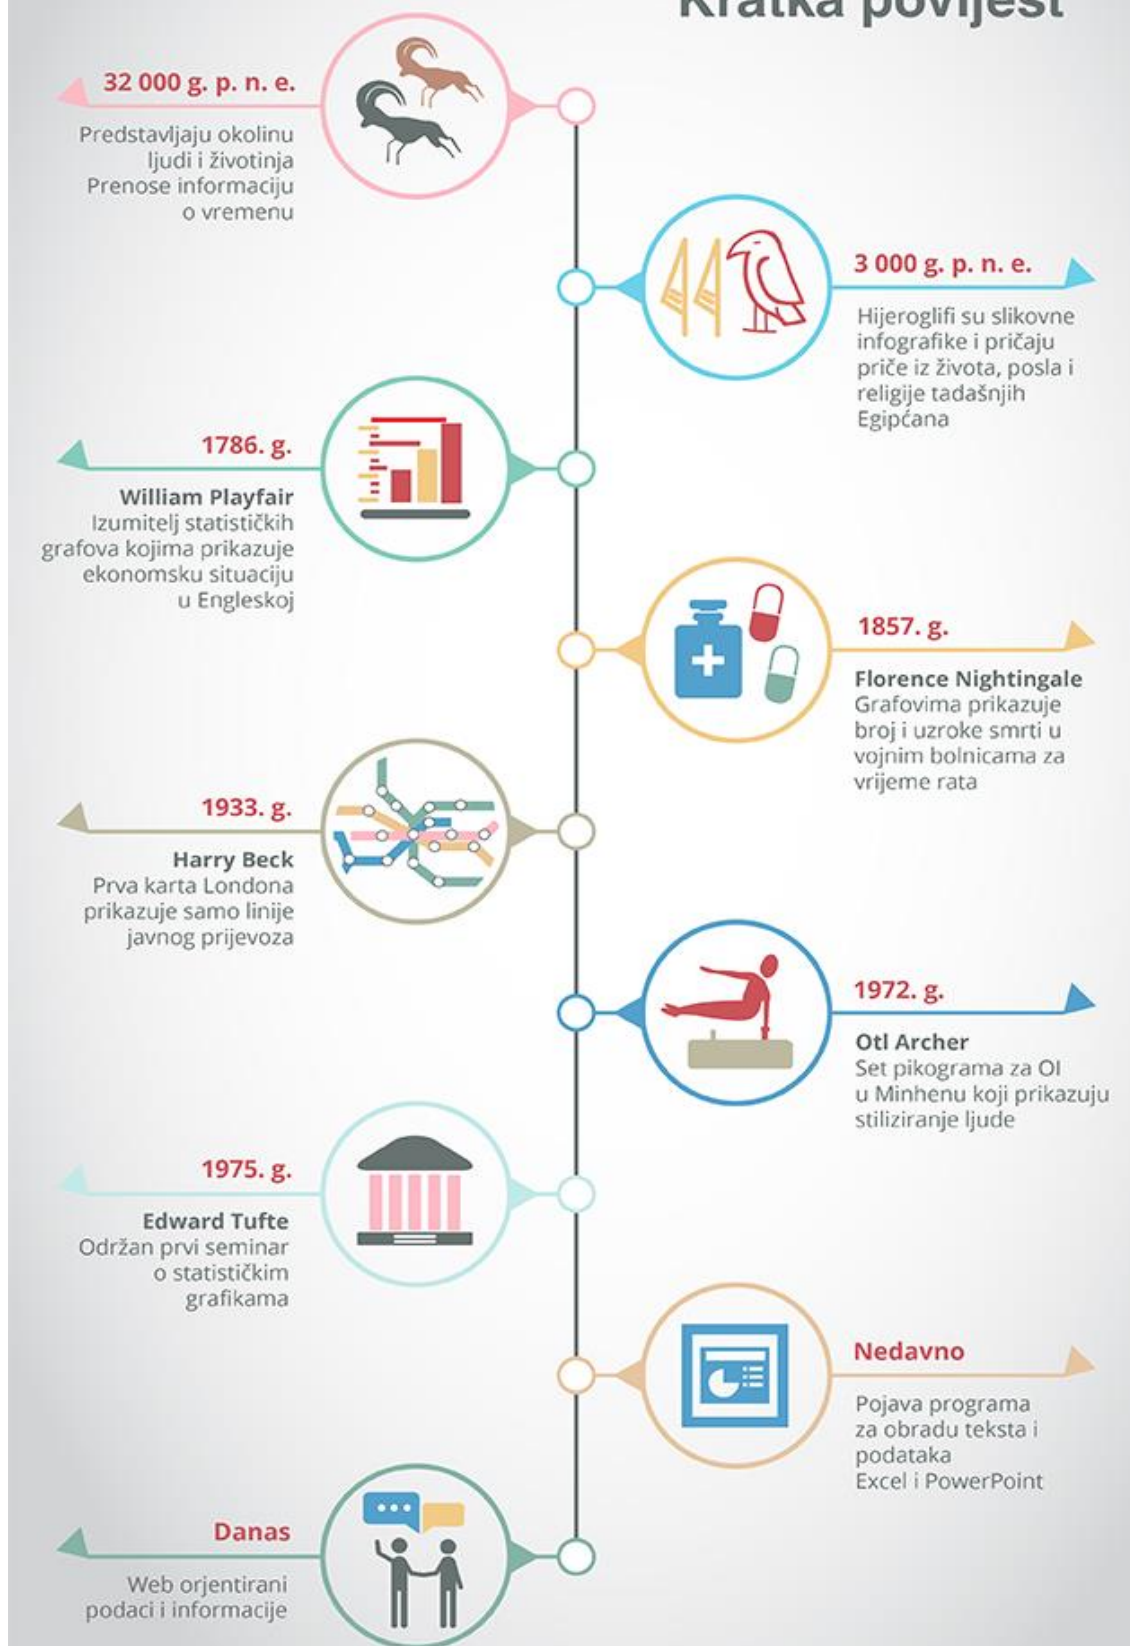 Kratka povijest
32 000 g. p. n. e.
Predstavljaju okolinu
ljudi i životinja
Prenose informaciju
o vremenu
3 000 g. p. n. e.
Hijeroglifi su slikovne
infografike i pričaju
priče iz života, posla i
religije tadašnjih
Egipćana
1786. g.
William Playfair
Izumitelj statističkih
grafova kojima prikazuje
ekonomsku situaciju
u Engleskoj
1857. g.
Florence Nightingale
Grafovima prikazuje
broj i uzroke smrti u
vojnim bolnicama za
vrijeme rata
1933. g.
Harry Beck
Prva karta Londona
prikazuje samo linije
javnog prijevoza
1972. g.
Otl Archer
Set pikograma za OI
u Minhenu koji prikazuju
stiliziranje ljude
1975. g.
Edward Tufte
Održan prvi seminar
o statističkim
grafikama
Nedavno
Pojava programa
za obradu teksta i
podataka
Excel i PowerPoint
Danas
Web orjentirani
podaci i informacije